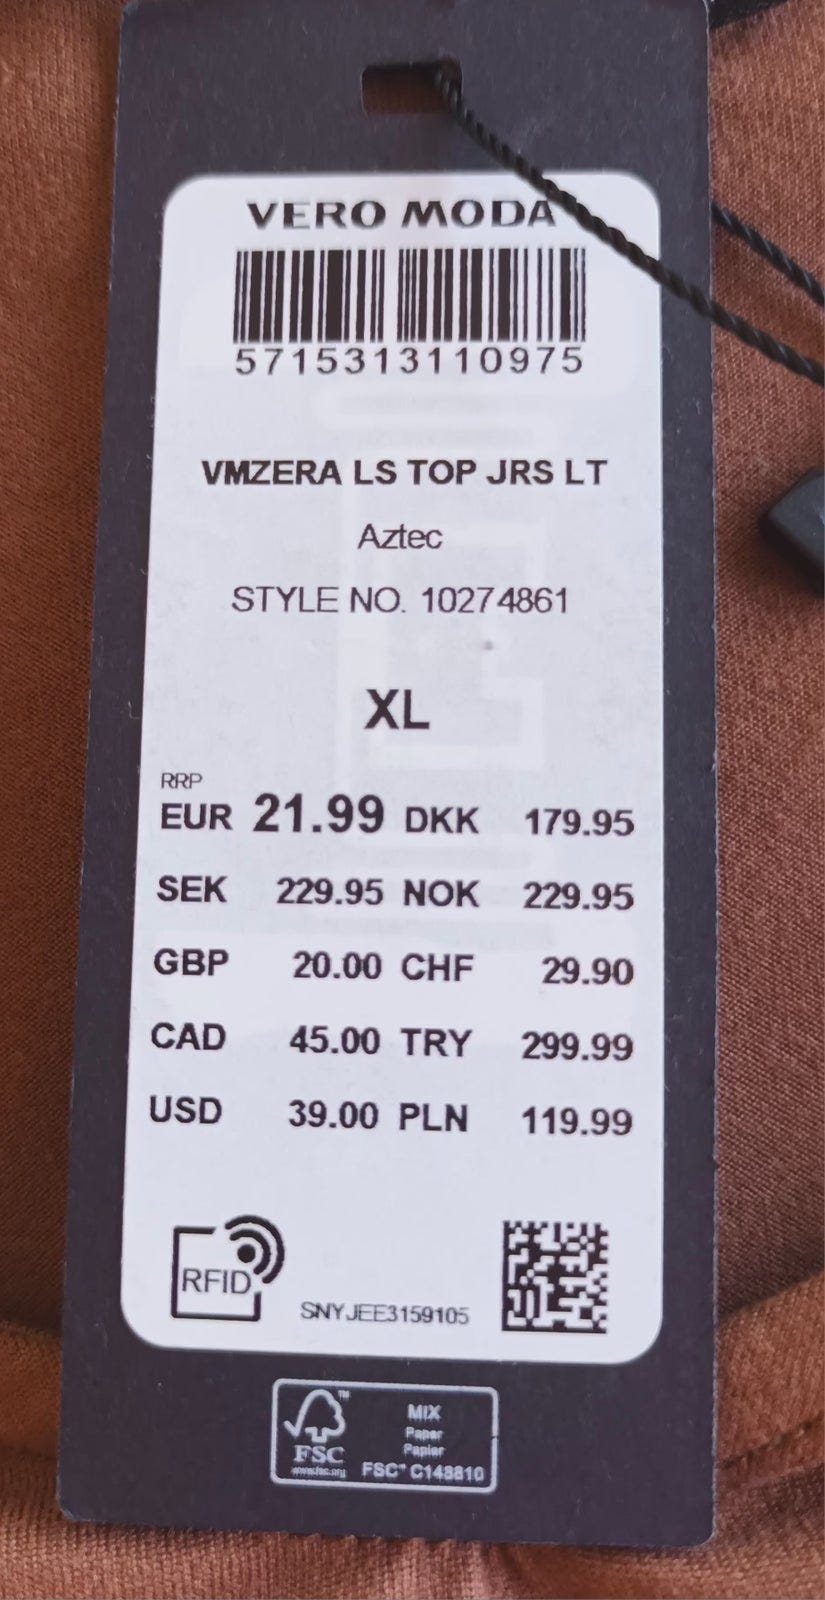 VERO MODA
5715313110975
VMZERA LS TOP JRS LT
Aztec
STYLE NO. 10274861
XL
RRP
EUR 21.99 DKK 179.95
SEK 229.95 NOK 229.95
GBP 20.00 CHF 29.90
CAD 45.00 TRY 299.99
USD 39.00 PLN 119.99
RFID
SNYJEE3159105
FSC™
www.fsc.org
MIX
Paper
Papier
FSC® C148810